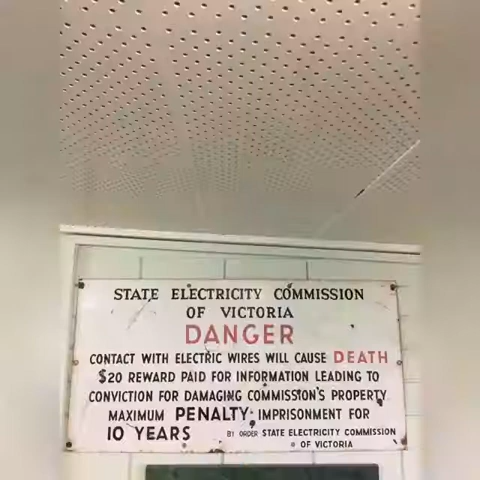 STATE ELECTRICITY COMMISSION
OF VICTORIA
DANGER
CONTACT WITH ELECTRIC WIRES WILL CAUSE DEATH
$20 REWARD PAID FOR INFORMATION LEADING TO
CONVICTION FOR DAMAGING COMMISSION'S PROPERTY
MAXIMUM PENALTY: IMPRISONMENT FOR
10 YEARS BY ORDER STATE ELECTRICITY COMMISSION
OF VICTORIA